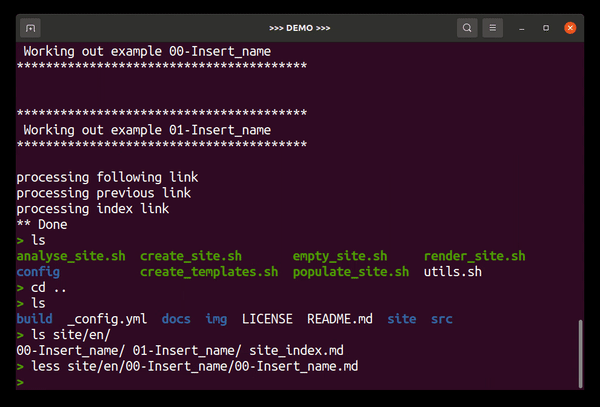 >>> DEMO >>>
Working out example 00-Insert_name
****************************************
****************************************
Working out example 01-Insert_name
****************************************
processing following link
processing previous link
processing index link
** Done
> ls
analyse_site.sh create_site.sh empty_site.sh render_site.sh
config create_templates.sh populate_site.sh utils.sh
> cd ..
> ls
build _config.yml docs img LICENSE README.md site src
> ls site/en/
00-Insert_name/ 01-Insert_name/ site_index.md
> less site/en/00-Insert_name/00-Insert_name.md
>